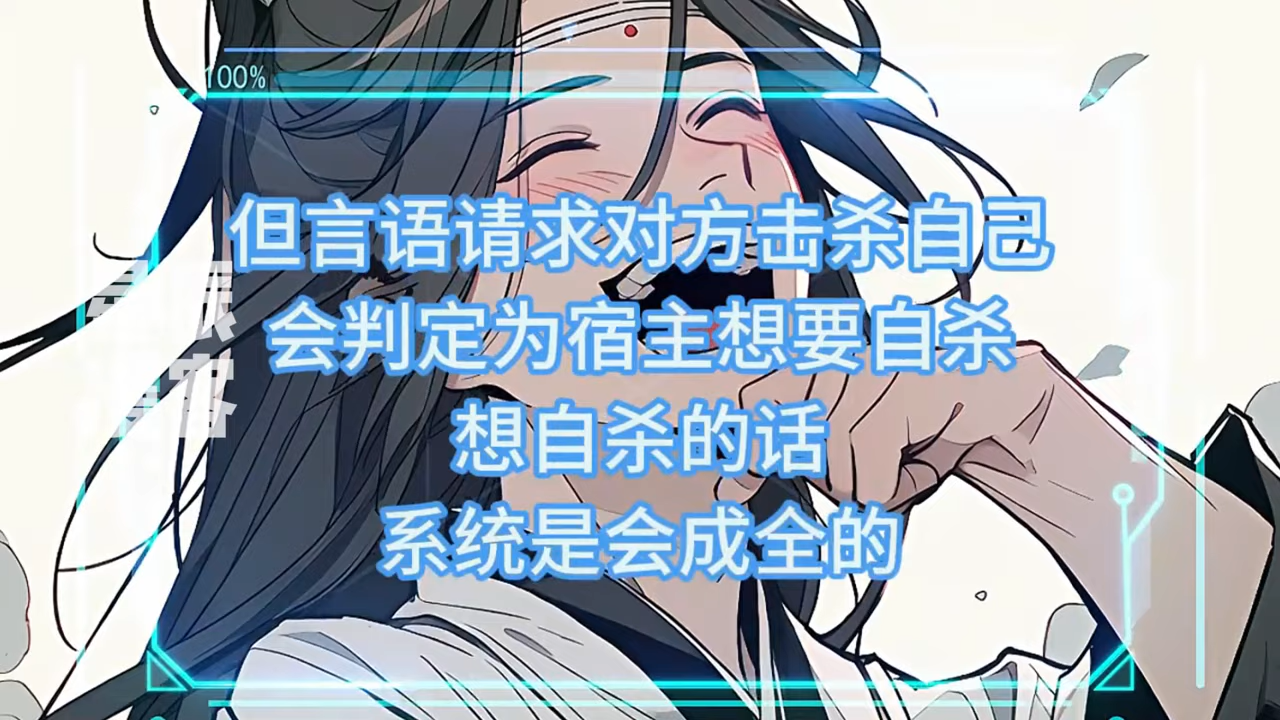 100%
但言语请求对方击杀自己
会判定为宿主想要自杀
想自杀的话
系统是会成全的